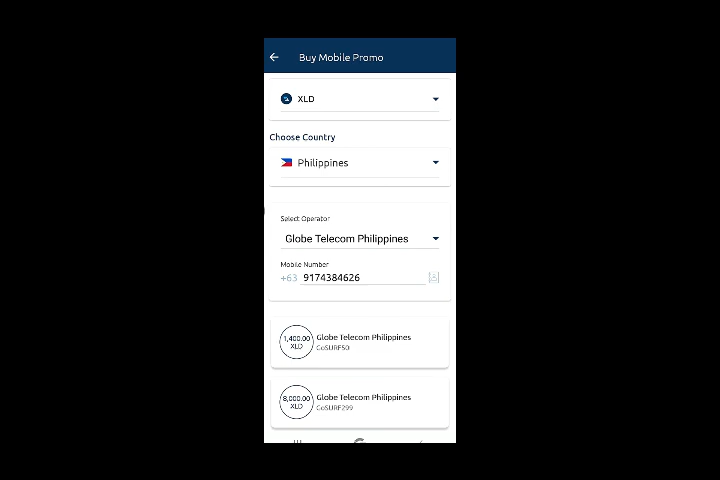 Buy Mobile Promo
XLD
Choose Country
Philippines
Select Operator
Globe Telecom Philippines
Mobile Number
+63 9174384626
1,400.00
XLD
Globe Telecom Philippines
GoSURF50
8,000.00
XLD
Globe Telecom Philippines
GoSURF299